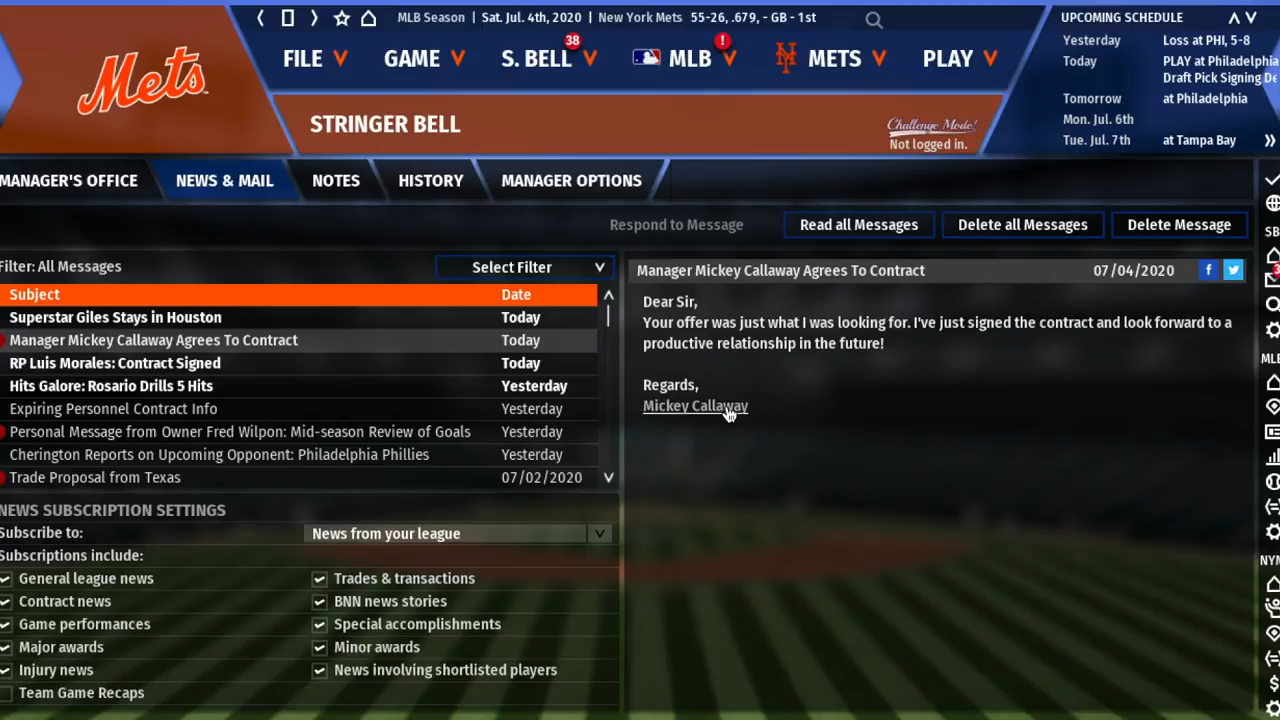 Mets
MLB Season | Sat. Jul. 4th, 2020 | New York Mets 55-26, .679, - GB - 1st
FILE GAME S. BELL 38 MLB ! METS PLAY
STRINGER BELL
Challenge Mode!
Not logged in.
UPCOMING SCHEDULE
Yesterday Loss at PHI, 5-8
Today PLAY at Philadelphia
Draft Pick Signing De
Tomorrow at Philadelphia
Mon. Jul. 6th
Tue. Jul. 7th at Tampa Bay
MANAGER'S OFFICE NEWS & MAIL NOTES HISTORY MANAGER OPTIONS
Respond to Message Read all Messages Delete all Messages Delete Message
Filter: All Messages Select Filter
Subject Date
Superstar Giles Stays in Houston Today
Manager Mickey Callaway Agrees To Contract Today
RP Luis Morales: Contract Signed Today
Hits Galore: Rosario Drills 5 Hits Yesterday
Expiring Personnel Contract Info Yesterday
Personal Message from Owner Fred Wilpon: Mid-season Review of Goals Yesterday
Cherington Reports on Upcoming Opponent: Philadelphia Phillies Yesterday
Trade Proposal from Texas 07/02/2020
Manager Mickey Callaway Agrees To Contract 07/04/2020
Dear Sir,
Your offer was just what I was looking for. I've just signed the contract and look forward to a
productive relationship in the future!
Regards,
Mickey Callaway
NEWS SUBSCRIPTION SETTINGS
Subscribe to: News from your league
Subscriptions include:
General league news Trades & transactions
Contract news BNN news stories
Game performances Special accomplishments
Major awards Minor awards
Injury news News involving shortlisted players
Team Game Recaps
SB
MLE
NYM